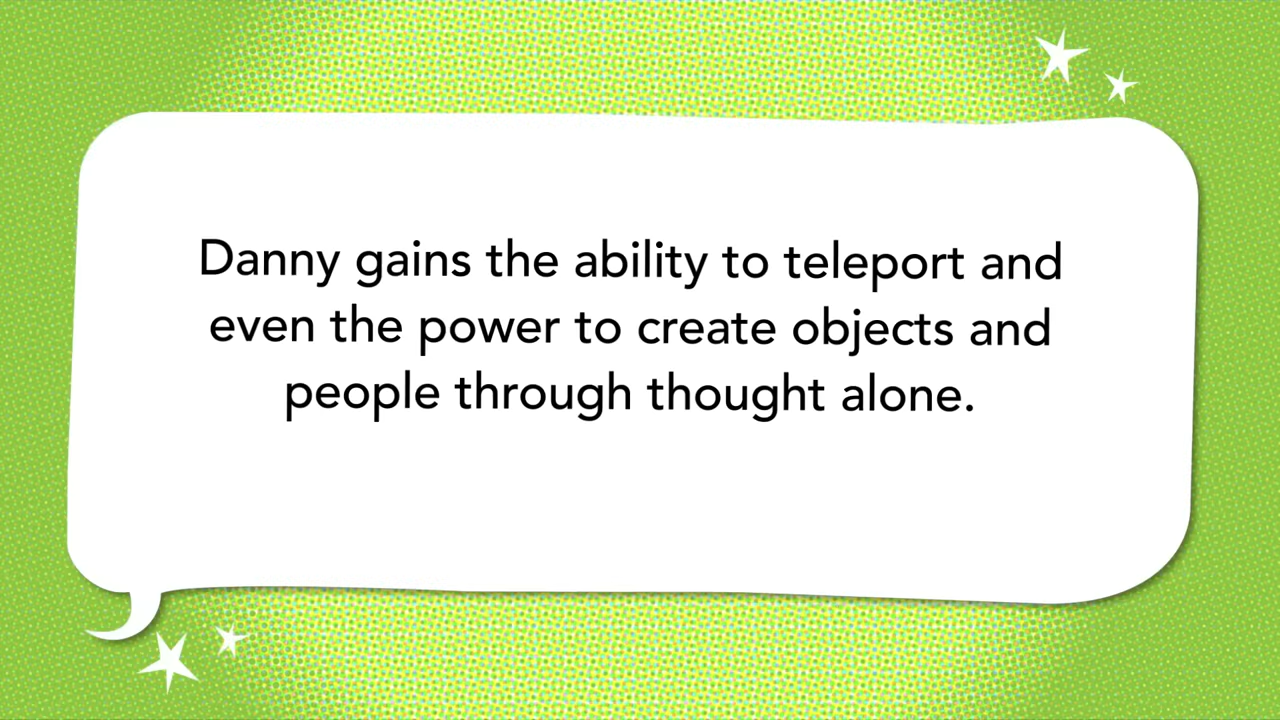 Danny gains the ability to teleport and
even the power to create objects and
people through thought alone.